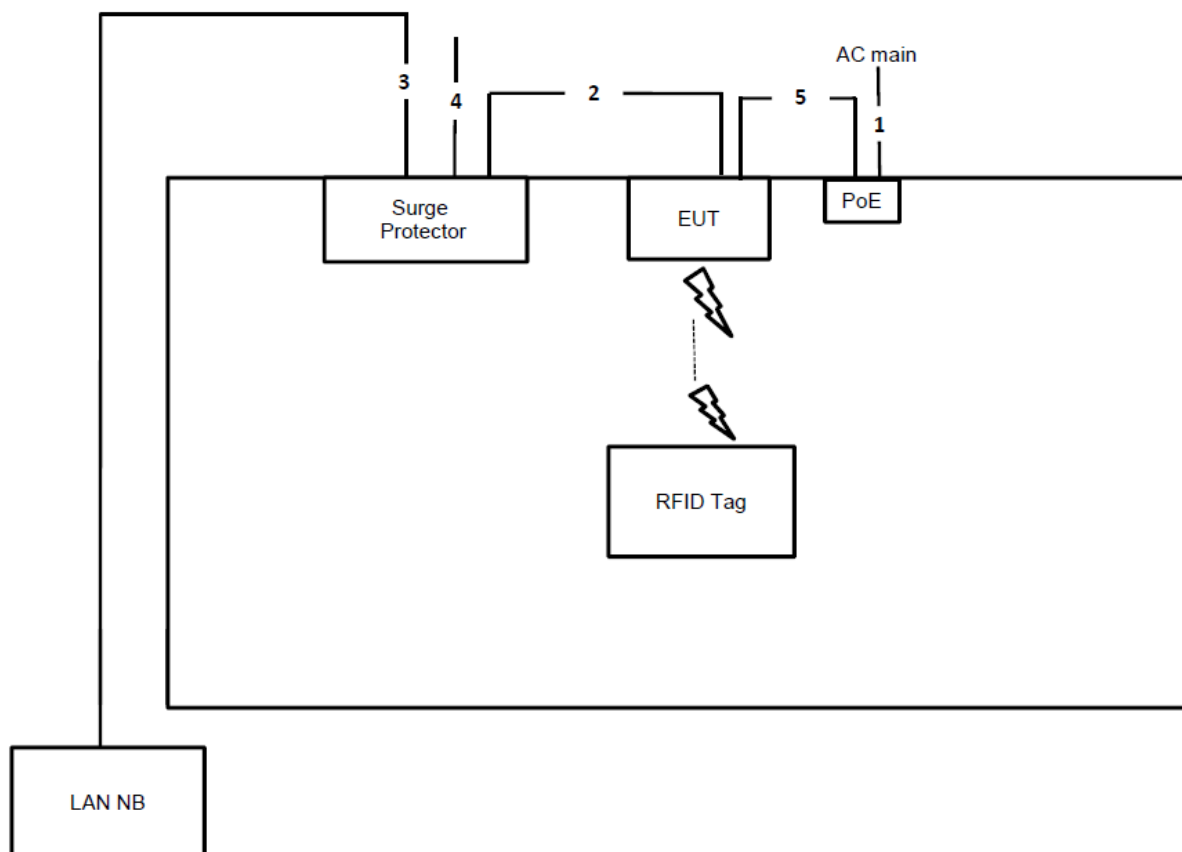 AC main
3
4
2
5
1
Surge
Protector
EUT
PoE
RFID Tag
LAN NB